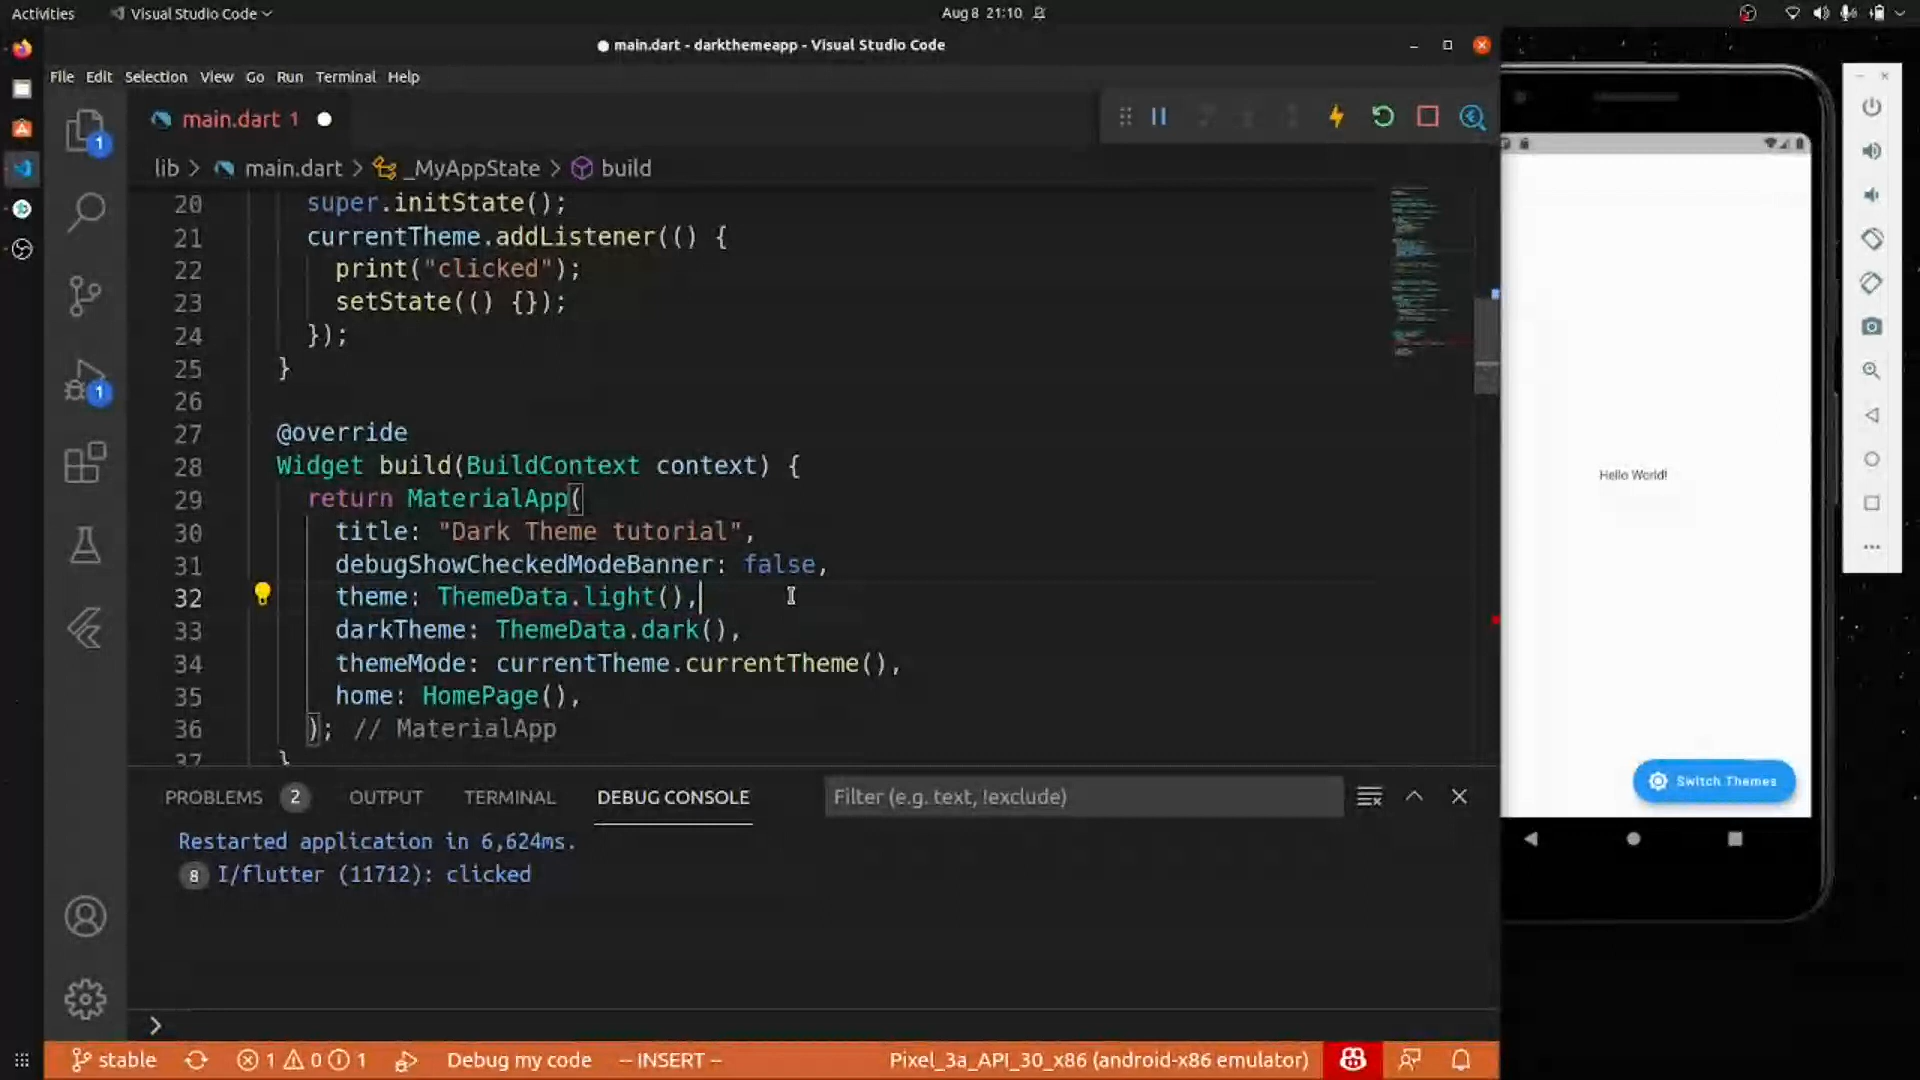 Activities
Visual Studio Code
Aug 8 21:10
main.dart - darkthemeapp - Visual Studio Code
File Edit Selection View Go Run Terminal Help
1
main.dart 1
lib > main.dart > _MyAppState > build
20 super.initState();
21 currentTheme.addListener(() {
22 print("clicked");
23 setState(() {});
24 });
25 }
26
27 @override
28 Widget build(BuildContext context) {
29 return MaterialApp(
30 title: "Dark Theme tutorial",
31 debugShowCheckedModeBanner: false,
32 theme: ThemeData.light(),
33 darkTheme: ThemeData.dark(),
34 themeMode: currentTheme.currentTheme(),
35 home: HomePage(),
36 ); // MaterialApp
37 }
1
Hello World!
Switch Themes
PROBLEMS 2 OUTPUT TERMINAL DEBUG CONSOLE Filter (e.g. text, !exclude)
Restarted application in 6,624ms.
8 I/flutter (11712): clicked
>
stable 1 0 1 Debug my code -- INSERT -- Pixel_3a_API_30_x86 (android-x86 emulator)